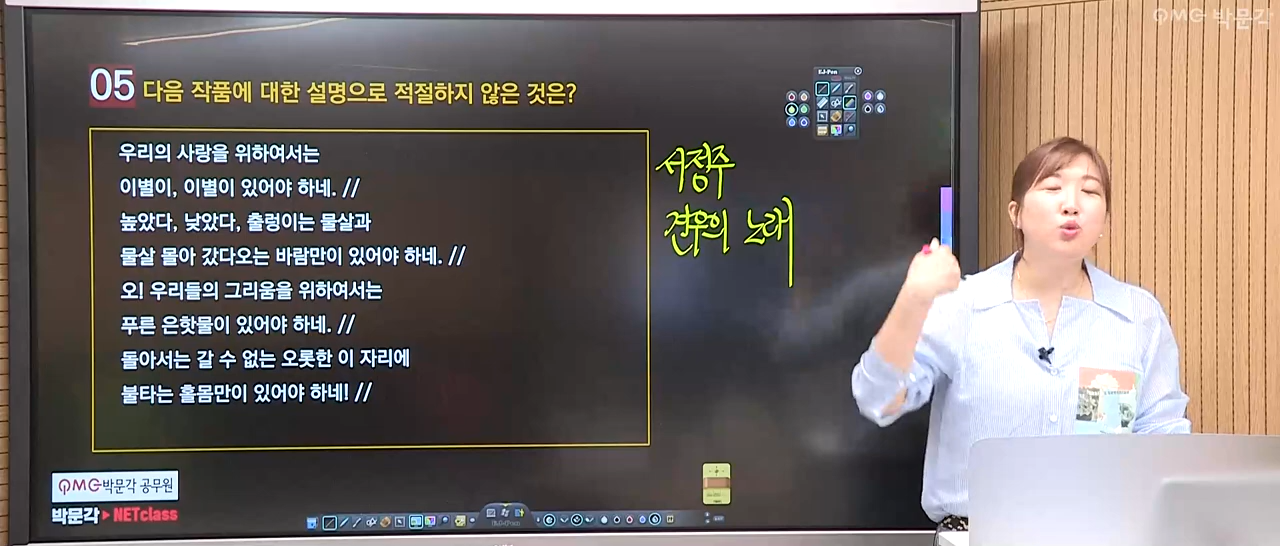 PMG 박문각
05 다음 작품에 대한 설명으로 적절하지 않은 것은?
우리의 사랑을 위하여서는
이별이, 이별이 있어야 하네. //
높았다, 낮았다, 출렁이는 물살과
물살 몰아 갔다오는 바람만이 있어야 하네. //
오! 우리들의 그리움을 위하여서는
푸른 은핫물이 있어야 하네. //
돌아서는 갈 수 없는 오롯한 이 자리에
불타는 홀몸만이 있어야 하네! //
서정주
견우의 노래
EJ-Pen
PMG박문각 공무원
박문각 ▶ NETclass